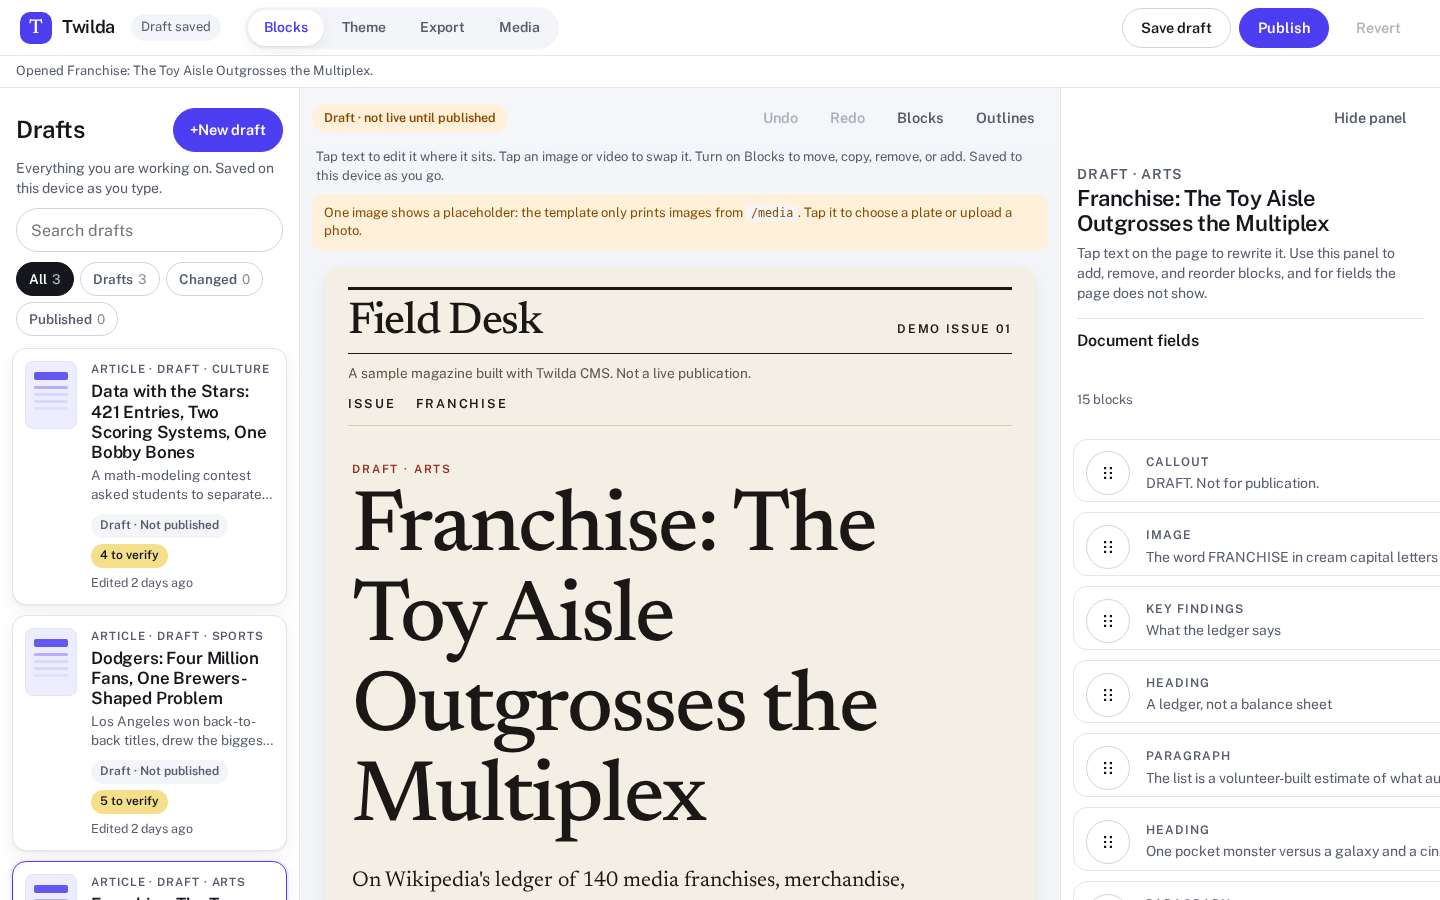 T Twilda Draft saved Blocks Theme Export Media Save draft Publish Revert
Opened Franchise: The Toy Aisle Outgrosses the Multiplex.
Drafts
+New draft
Everything you are working on. Saved on
this device as you type.
Search drafts
All 3 Drafts 3 Changed 0
Published 0
ARTICLE · DRAFT · CULTURE
Data with the Stars:
421 Entries, Two
Scoring Systems, One
Bobby Bones
A math-modeling contest
asked students to separate…
Draft · Not published
4 to verify
Edited 2 days ago
ARTICLE · DRAFT · SPORTS
Dodgers: Four Million
Fans, One Brewers-
Shaped Problem
Los Angeles won back-to-
back titles, drew the bigges…
Draft · Not published
5 to verify
Edited 2 days ago
ARTICLE · DRAFT · ARTS
Draft · not live until published Undo Redo Blocks Outlines
Tap text to edit it where it sits. Tap an image or video to swap it. Turn on Blocks to move, copy, remove, or add. Saved to
this device as you go.
One image shows a placeholder: the template only prints images from /media. Tap it to choose a plate or upload a
photo.
Field Desk
DEMO ISSUE 01
A sample magazine built with Twilda CMS. Not a live publication.
ISSUE FRANCHISE
DRAFT · ARTS
Franchise: The
Toy Aisle
Outgrosses the
Multiplex
On Wikipedia's ledger of 140 media franchises, merchandise,
Hide panel
DRAFT · ARTS
Franchise: The Toy Aisle
Outgrosses the Multiplex
Tap text on the page to rewrite it. Use this panel to
add, remove, and reorder blocks, and for fields the
page does not show.
Document fields
15 blocks
CALLOUT
DRAFT. Not for publication.
IMAGE
The word FRANCHISE in cream capital letters
KEY FINDINGS
What the ledger says
HEADING
A ledger, not a balance sheet
PARAGRAPH
The list is a volunteer-built estimate of what au
HEADING
One pocket monster versus a galaxy and a cin